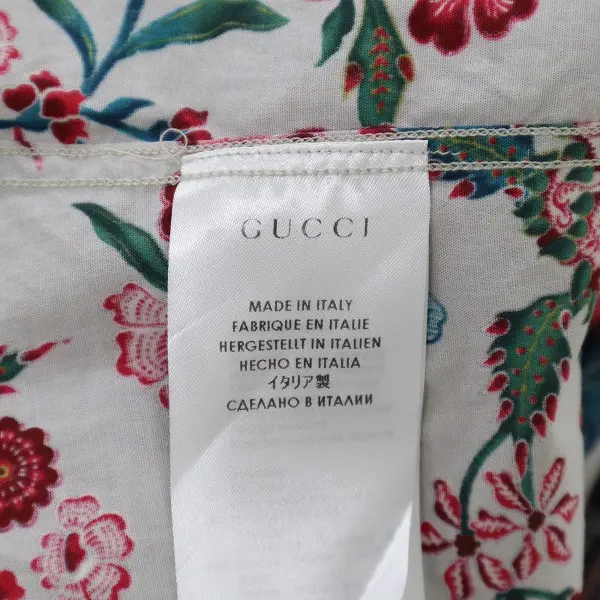 GUCCI
MADE IN ITALY
FABRIQUE EN ITALIE
HERGESTELLT IN ITALIEN
HECHO EN ITALIA
イタリア製
СДЕЛАНО В ИТАЛИИ